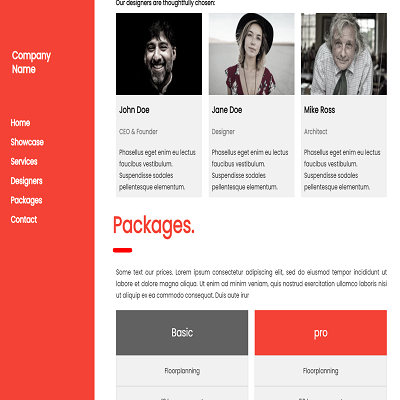 Our designers are thoughtfully chosen:
Company
Name
Home
Showcase
Services
Designers
Packages
Contact
John Doe
CEO & Founder
Phasellus eget enim eu lectus
faucibus vestibulum.
Suspendisse sodales
pellentesque elementum.
Jane Doe
Designer
Phasellus eget enim eu lectus
faucibus vestibulum.
Suspendisse sodales
pellentesque elementum.
Mike Ross
Architect
Phasellus eget enim eu lectus
faucibus vestibulum.
Suspendisse sodales
pellentesque elementum.
Packages.
Some text our prices. Lorem ipsum consectetur adipiscing elit, sed do eiusmod tempor incididunt ut
labore et dolore magna aliqua. Ut enim ad minim veniam, quis nostrud exercitation ullamco laboris nisi
ut aliquip ex ea commodo consequat. Duis aute irur
Basic
pro
Floorplanning
Floorplanning